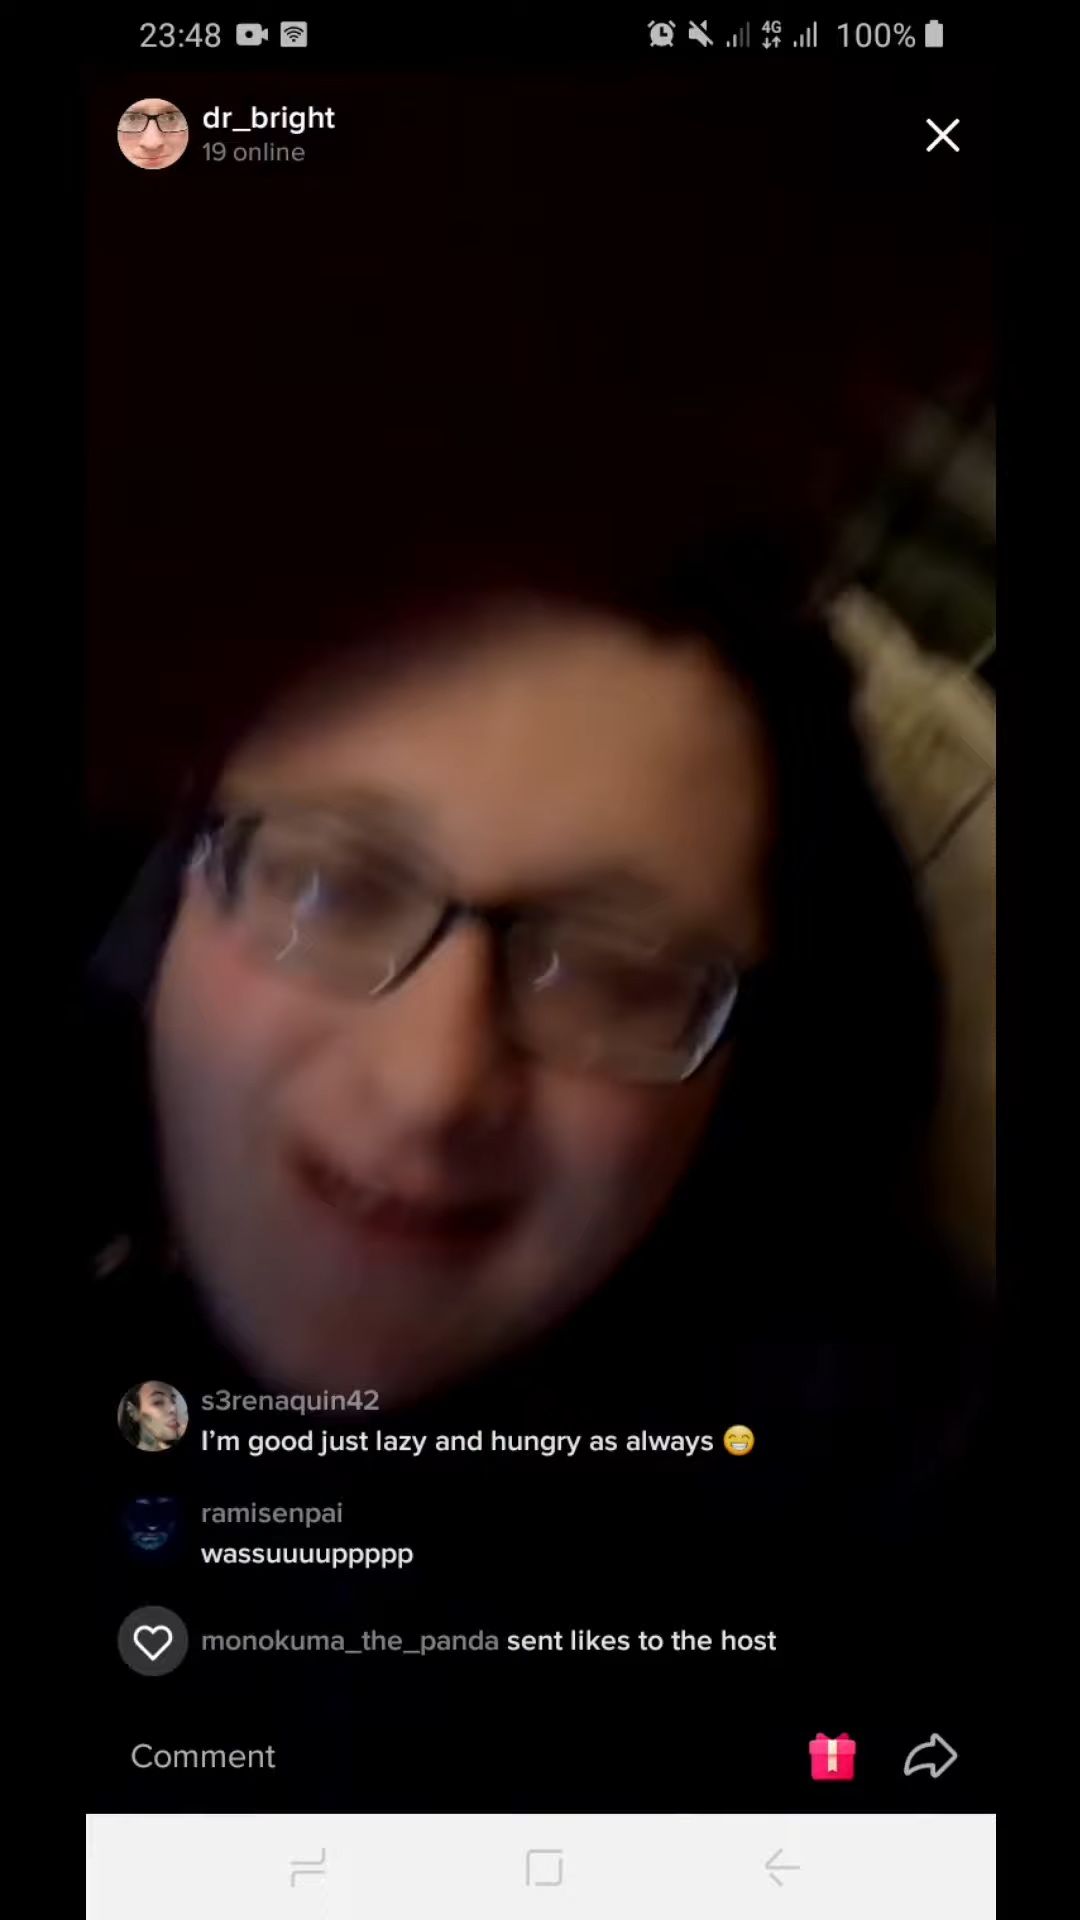 23:48
4G
100%
dr_bright
19 online
s3renaquin42
I'm good just lazy and hungry as always 😁
ramisenpai
wassuuuuppppp
monokuma_the_panda sent likes to the host
Comment